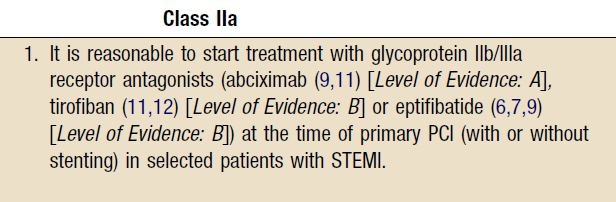 Class IIa
1. It is reasonable to start treatment with glycoprotein IIb/IIIa
receptor antagonists (abciximab (9,11) [Level of Evidence: A],
tirofiban (11,12) [Level of Evidence: B] or eptifibatide (6,7,9)
[Level of Evidence: B]) at the time of primary PCI (with or without
stenting) in selected patients with STEMI.